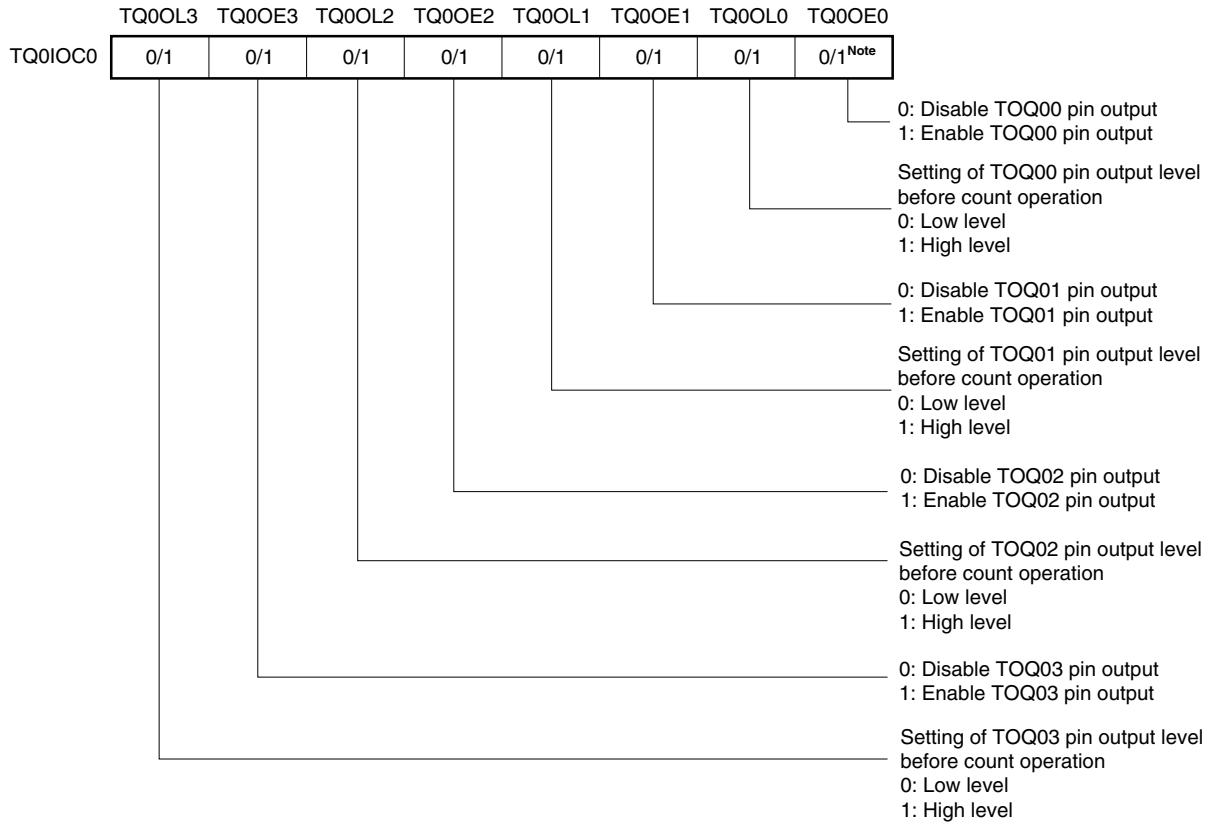 TQ0OL3 TQ0OE3 TQ0OL2 TQ0OE2 TQ0OL1 TQ0OE1 TQ0OL0 TQ0OE0
TQ0IOC0 0/1 0/1 0/1 0/1 0/1 0/1 0/1 0/1Note
0: Disable TOQ00 pin output
1: Enable TOQ00 pin output
Setting of TOQ00 pin output level
before count operation
0: Low level
1: High level
0: Disable TOQ01 pin output
1: Enable TOQ01 pin output
Setting of TOQ01 pin output level
before count operation
0: Low level
1: High level
0: Disable TOQ02 pin output
1: Enable TOQ02 pin output
Setting of TOQ02 pin output level
before count operation
0: Low level
1: High level
0: Disable TOQ03 pin output
1: Enable TOQ03 pin output
Setting of TOQ03 pin output level
before count operation
0: Low level
1: High level